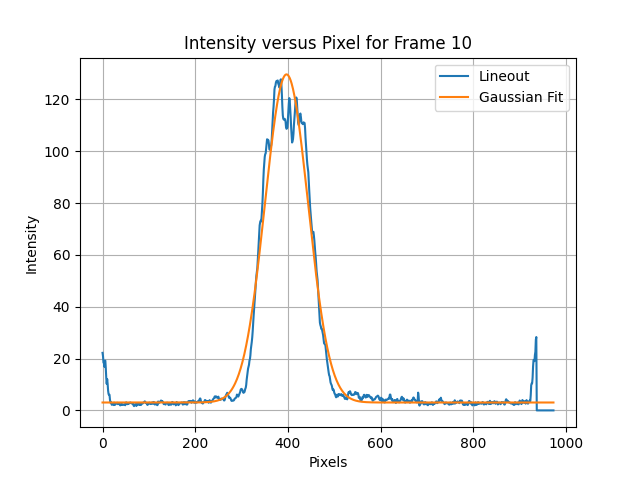 Intensity versus Pixel for Frame 10
Lineout
Gaussian Fit
Intensity
120
100
80
60
40
20
0
0 200 400 600 800 1000
Pixels